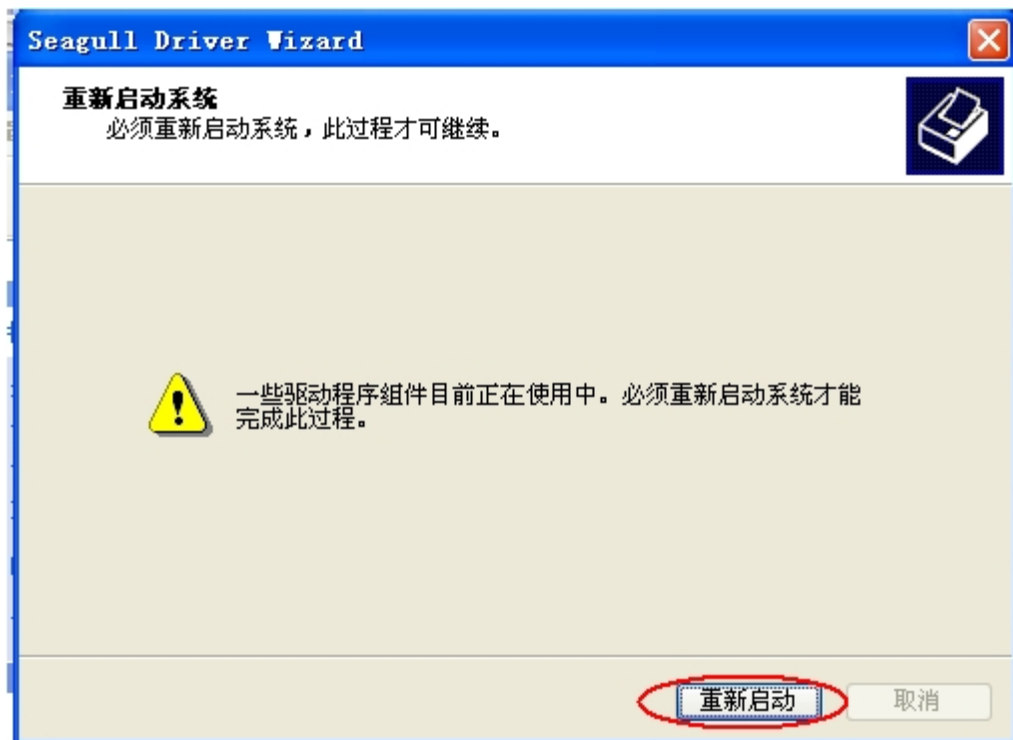 Seagull Driver Wizard
重新启动系统
必须重新启动系统，此过程才可继续。
一些驱动程序组件目前正在使用中。必须重新启动系统才能
完成此过程。
重新启动
取消